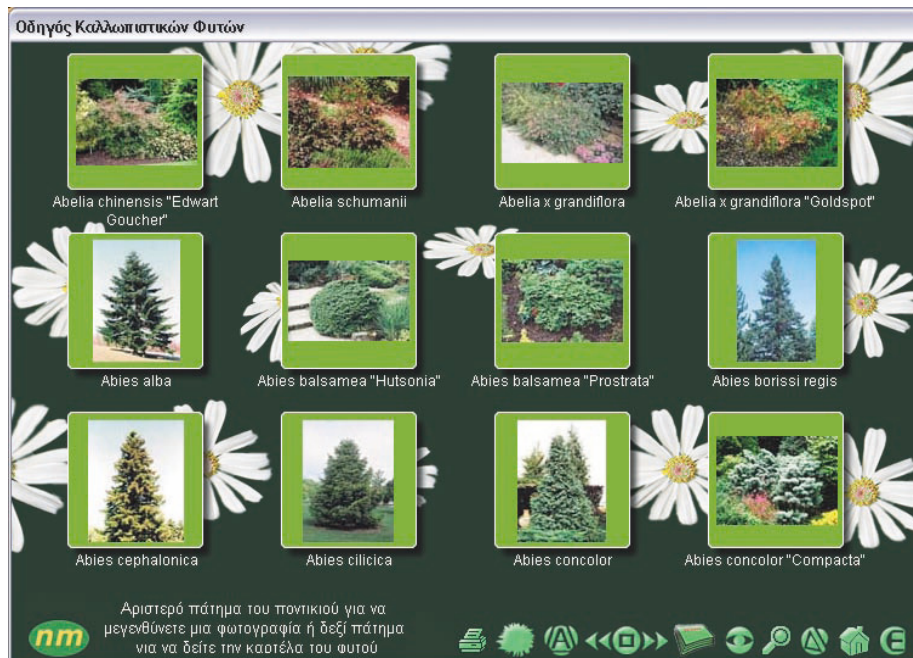 Οδηγός Καλλωπιστικών Φυτών
Abelia chinensis "Edwart
Goucher"
Abelia schumanii
Abelia x grandiflora
Abelia x grandiflora "Goldspot"
Abies alba
Abies balsamea "Hutsonia"
Abies balsamea "Prostrata"
Abies borissi regis
Abies cephalonica
Abies cilicica
Abies concolor
Abies concolor "Compacta"
Αριστερό πάτημα του ποντικιού για να
μεγενθύνετε μια φωτογραφία ή δεξί πάτημα
για να δείτε την καρτέλα του φυτού
nm